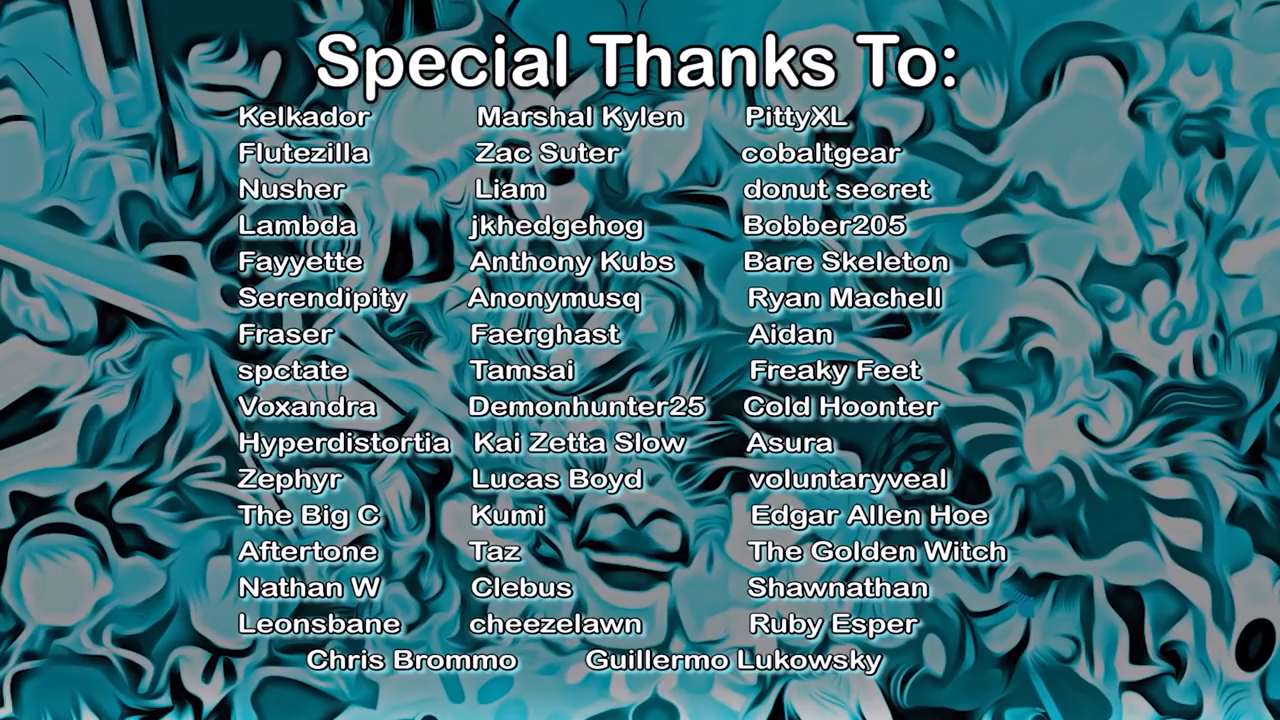 Special Thanks To:
Kelkador Marshal Kylen PittyXL
Flutezilla Zac Suter cobaltgear
Nusher Liam donut secret
Lambda jkhedgehog Bobber205
Fayyette Anthony Kubs Bare Skeleton
Serendipity Anonymusq Ryan Machell
Fraser Faerghast Aidan
spctate Tamsai Freaky Feet
Voxandra Demonhunter25 Cold Hoonter
Hyperdistortia Kai Zetta Slow Asura
Zephyr Lucas Boyd voluntaryveal
The Big C Kumi Edgar Allen Hoe
Aftertone Taz The Golden Witch
Nathan W Clebus Shawnathan
Leonsbane cheezelawn Ruby Esper
Chris Brommo Guillermo Lukowsky